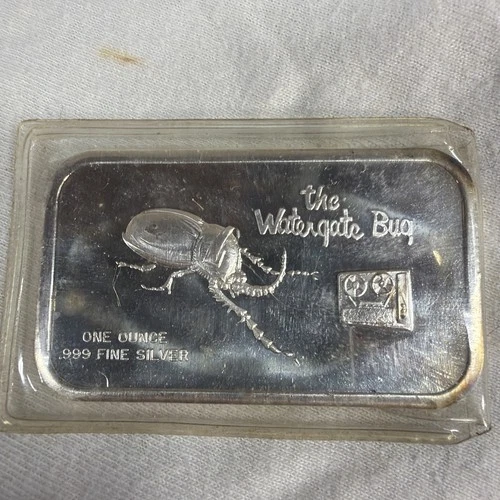 the
Watergate Bug
ONE OUNCE
.999 FINE SILVER